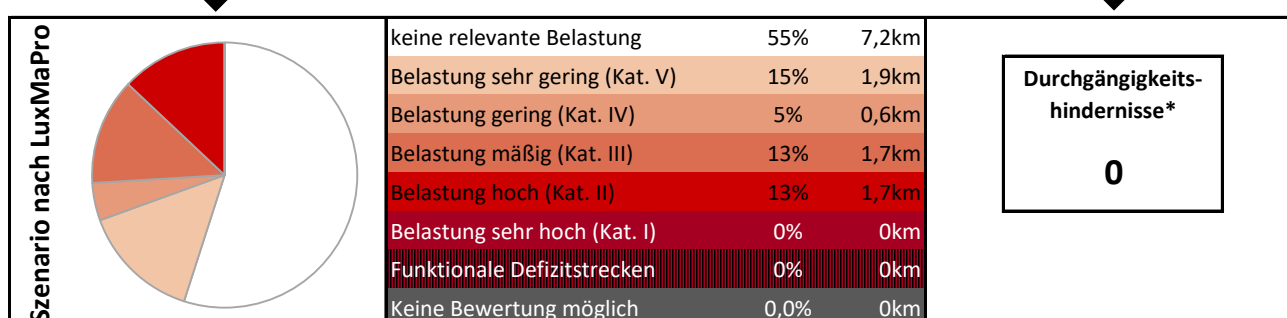 Szenario nach LuxMaPro
keine relevante Belastung 55% 7,2km
Belastung sehr gering (Kat. V) 15% 1,9km
Belastung gering (Kat. IV) 5% 0,6km
Belastung mäßig (Kat. III) 13% 1,7km
Belastung hoch (Kat. II) 13% 1,7km
Belastung sehr hoch (Kat. I) 0% 0km
Funktionale Defizitstrecken 0% 0km
Keine Bewertung möglich 0,0% 0km
Durchgängigkeits-
hindernisse*
0